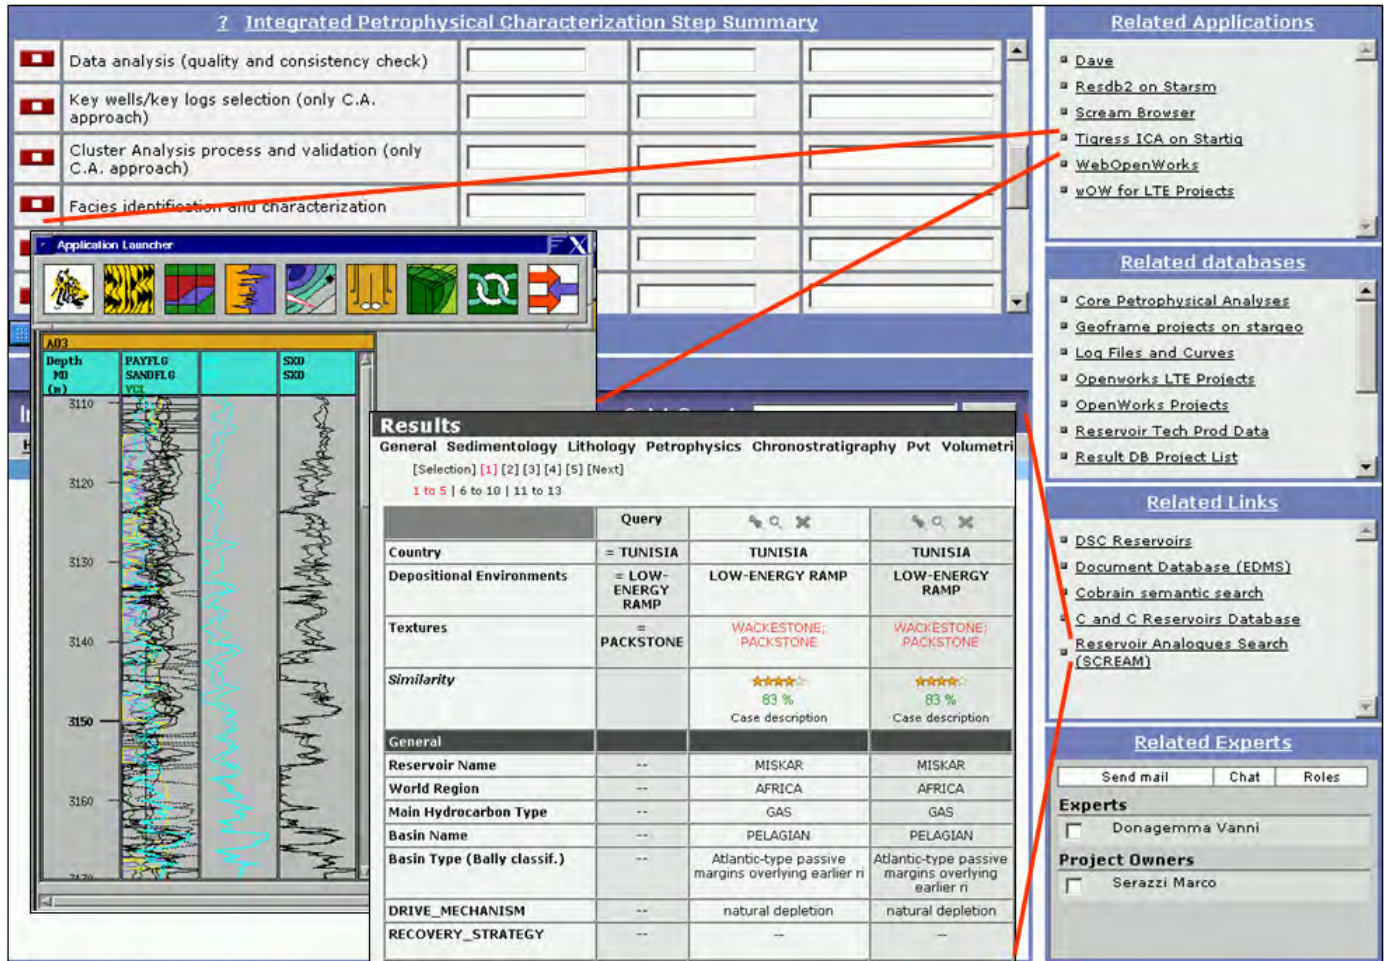 ? Integrated Petrophysical Characterization Step Summary
Data analysis (quality and consistency check)
Key wells/key logs selection (only C.A.
approach)
Cluster Analysis process and validation (only
C.A. approach)
Facies identification and characterization
Application Launcher
A03
Depth
MD
(m)
PAYFLG
SANDFLG
VCL
SXO
SXO
3110
3120
3130
3140
3150
3160
Results
General Sedimentology Lithology Petrophysics Chronostratigraphy Pvt Volumetri
[Selection] [1] [2] [3] [4] [5] [Next]
1 to 5 | 6 to 10 | 11 to 13
Query
Country = TUNISIA TUNISIA TUNISIA
Depositional Environments = LOW-ENERGY RAMP LOW-ENERGY RAMP LOW-ENERGY RAMP
Textures = PACKSTONE WACKESTONE; PACKSTONE WACKESTONE; PACKSTONE
Similarity 83 % 83 %
Case description Case description
General
Reservoir Name -- MISKAR MISKAR
World Region -- AFRICA AFRICA
Main Hydrocarbon Type -- GAS GAS
Basin Name -- PELAGIAN PELAGIAN
Basin Type (Bally classif.) -- Atlantic-type passive margins overlying earlier ri Atlantic-type passive margins overlying earlier ri
DRIVE_MECHANISM -- natural depletion natural depletion
RECOVERY_STRATEGY -- -- --
Related Applications
Dave
Resdb2 on Starsm
Scream Browser
Tigress ICA on Startig
WebOpenWorks
wOW for LTE Projects
Related databases
Core Petrophysical Analyses
Geoframe projects on stargeo
Log Files and Curves
Openworks LTE Projects
OpenWorks Projects
Reservoir Tech Prod Data
Result DB Project List
Related Links
DSC Reservoirs
Document Database (EDMS)
Cobrain semantic search
C and C Reservoirs Database
Reservoir Analogues Search
(SCREAM)
Related Experts
Send mail Chat Roles
Experts
Donagemma Vanni
Project Owners
Serazzi Marco